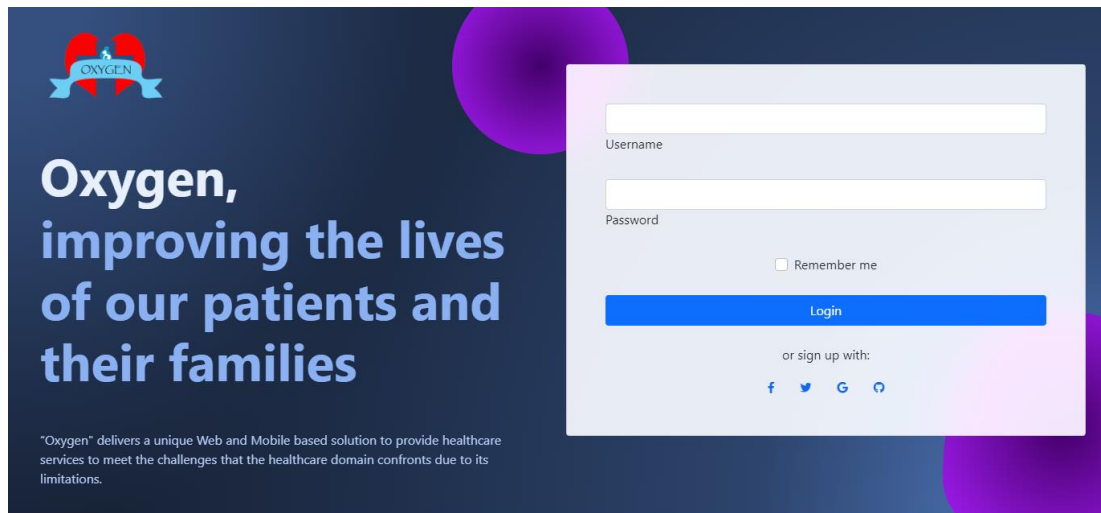 OXYGEN
Oxygen,
improving the lives
of our patients and
their families
"Oxygen" delivers a unique Web and Mobile based solution to provide healthcare
services to meet the challenges that the healthcare domain confronts due to its
limitations.
Username
Password
Remember me
Login
or sign up with: